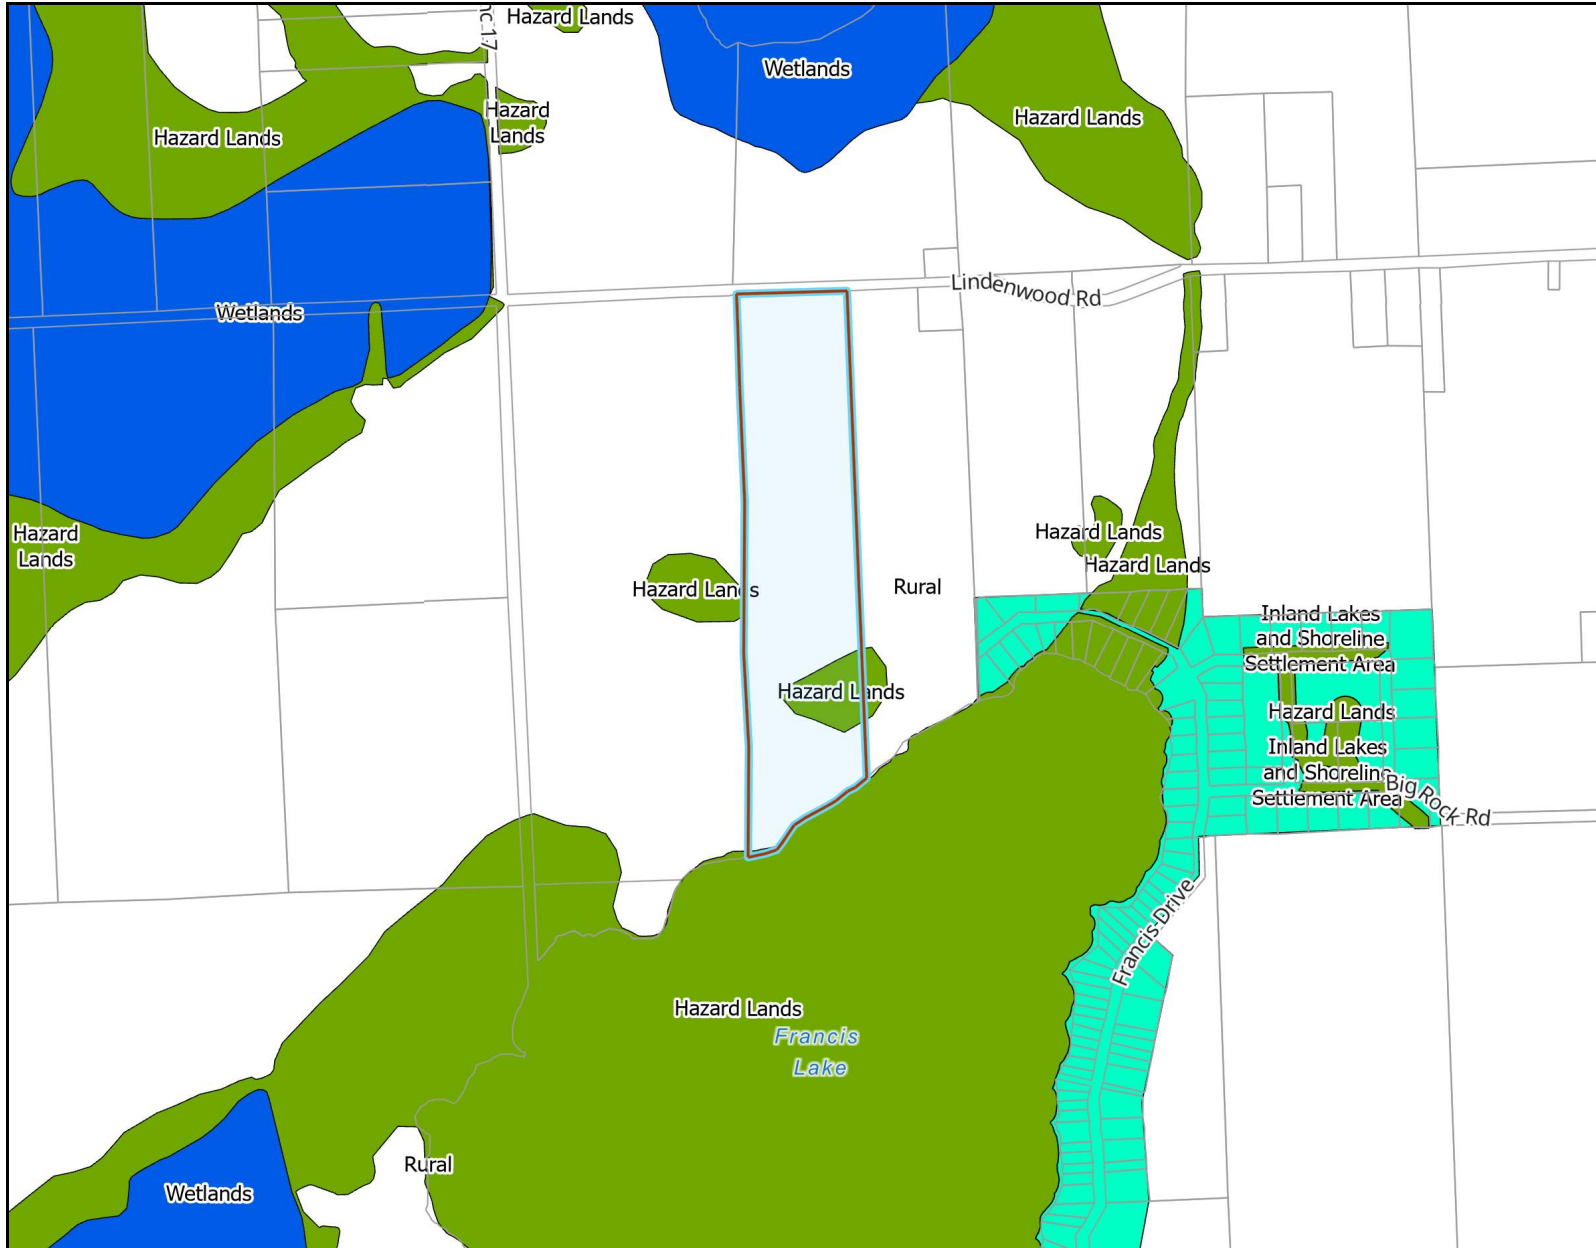 Hazard Lands
nc 17
Wetlands
Hazard
Lands
Hazard Lands
Hazard Lands
Lindenwood Rd
Wetlands
Hazard
Lands
Hazard Lands
Hazard Lands
Hazard Lands
Rural
Inland Lakes
and Shoreline
Settlement Area
Hazard Lands
Hazard Lands
Inland Lakes
and Shoreline
Settlement Area
Big Rock Rd
Francis Drive
Hazard Lands
Francis
Lake
Rural
Wetlands